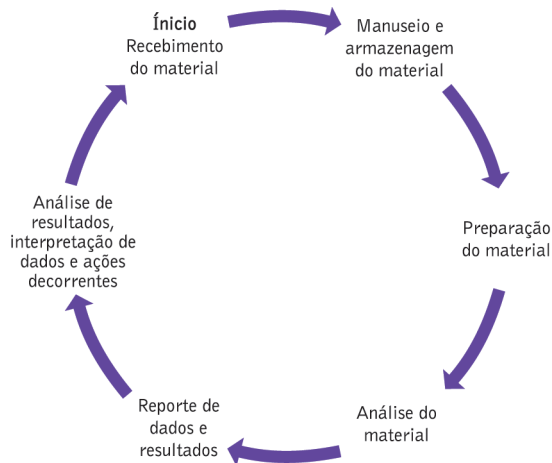 Ínicio
Recebimento
do material
Manuseio e
armazenagem
do material
Preparação
do material
Análise do
material
Reporte de
dados e
resultados
Análise de
resultados,
interpretação de
dados e ações
decorrentes